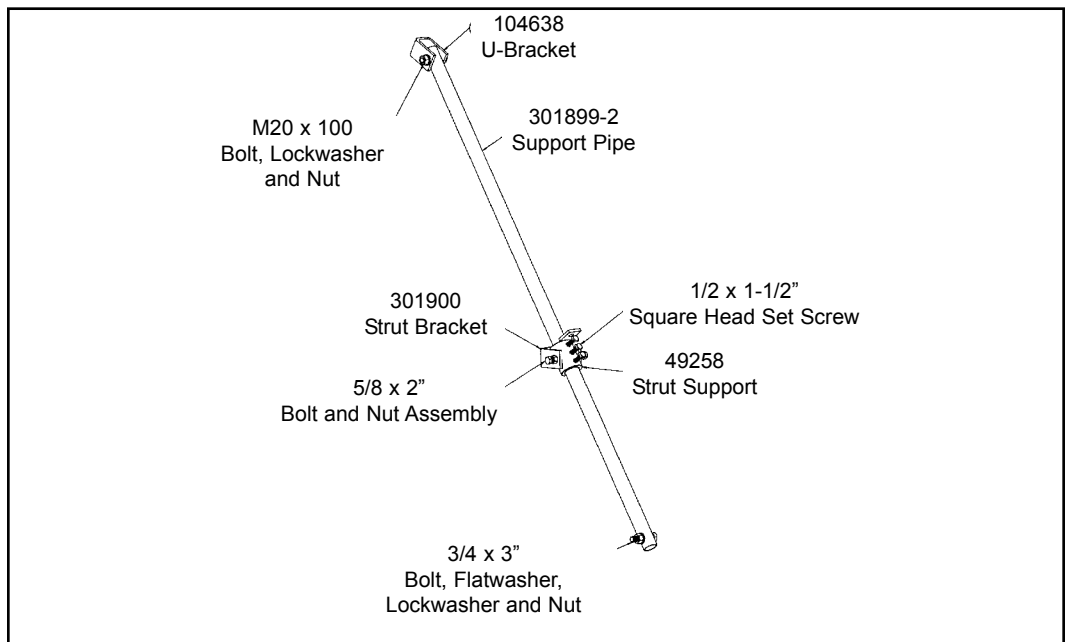 104638
U-Bracket
301899-2
Support Pipe
M20 x 100
Bolt, Lockwasher
and Nut
301900
Strut Bracket
1/2 x 1-1/2”
Square Head Set Screw
49258
Strut Support
5/8 x 2”
Bolt and Nut Assembly
3/4 x 3”
Bolt, Flatwasher,
Lockwasher and Nut